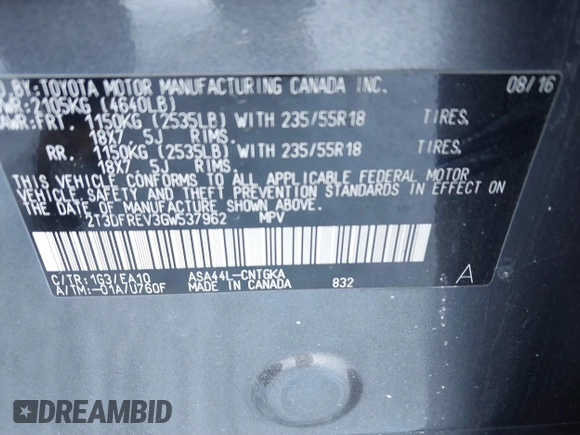 D BY: TOYOTA MOTOR MANUFACTURING CANADA INC. 08/16
WR: 2105KG (4640LB)
AWR: FRT. 1150KG (2535LB) WITH 235/55R18 TIRES,
18X7 5J RIMS,
RR. 1150KG (2535LB) WITH 235/55R18 TIRES,
18X7 5J RIMS.
THIS VEHICLE CONFORMS TO ALL APPLICABLE FEDERAL MOTOR
VEHICLE SAFETY AND THEFT PREVENTION STANDARDS IN EFFECT ON
THE DATE OF MANUFACTURE SHOWN ABOVE.
2T3DFREV3GW537962 MPV
C/TR: 1G3/EA10 ASA44L-CNTGKA A
A/TM: -01A/U760F MADE IN CANADA 832
DREAMBID